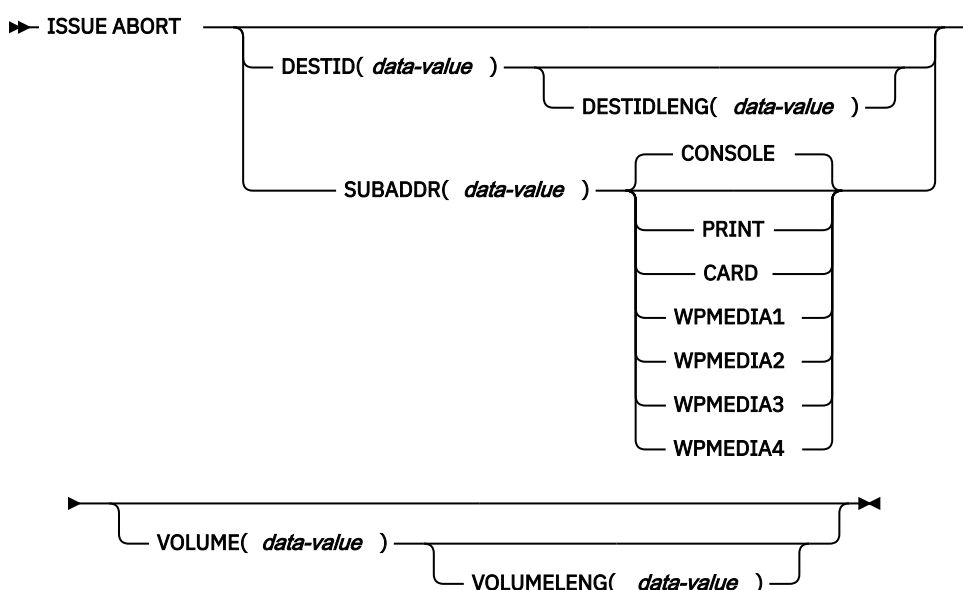 ISSUE ABORT
DESTID( data-value )
DESTIDLENG( data-value )
CONSOLE
SUBADDR( data-value )
PRINT
CARD
WPMEDIA1
WPMEDIA2
WPMEDIA3
WPMEDIA4
VOLUME( data-value )
VOLUMELENG( data-value )